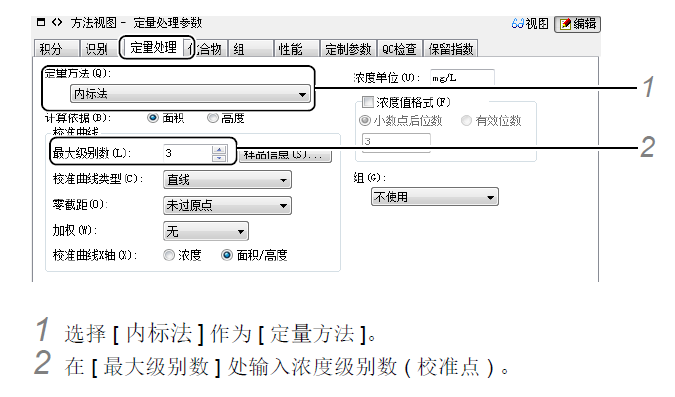 方法视图 - 定量处理参数 视图 编辑
积分 识别 定量处理 化合物 组 性能 定制参数 QC检查 保留指数
定量方法(Q): 浓度单位(U): mg/L
内标法 1
浓度值格式(F)
计算依据(B): 面积 高度 小数点后位数 有效位数
校准曲线 3
最大级别数(L): 3 样品信息(S)... 2
校准曲线类型(C): 直线 组(G):
零截距(O): 未过原点 不使用
加权(W): 无
校准曲线X轴(X): 浓度 面积/高度
1 选择 [ 内标法 ] 作为 [ 定量方法 ]。
2 在 [ 最大级别数 ] 处输入浓度级别数 ( 校准点 ) 。